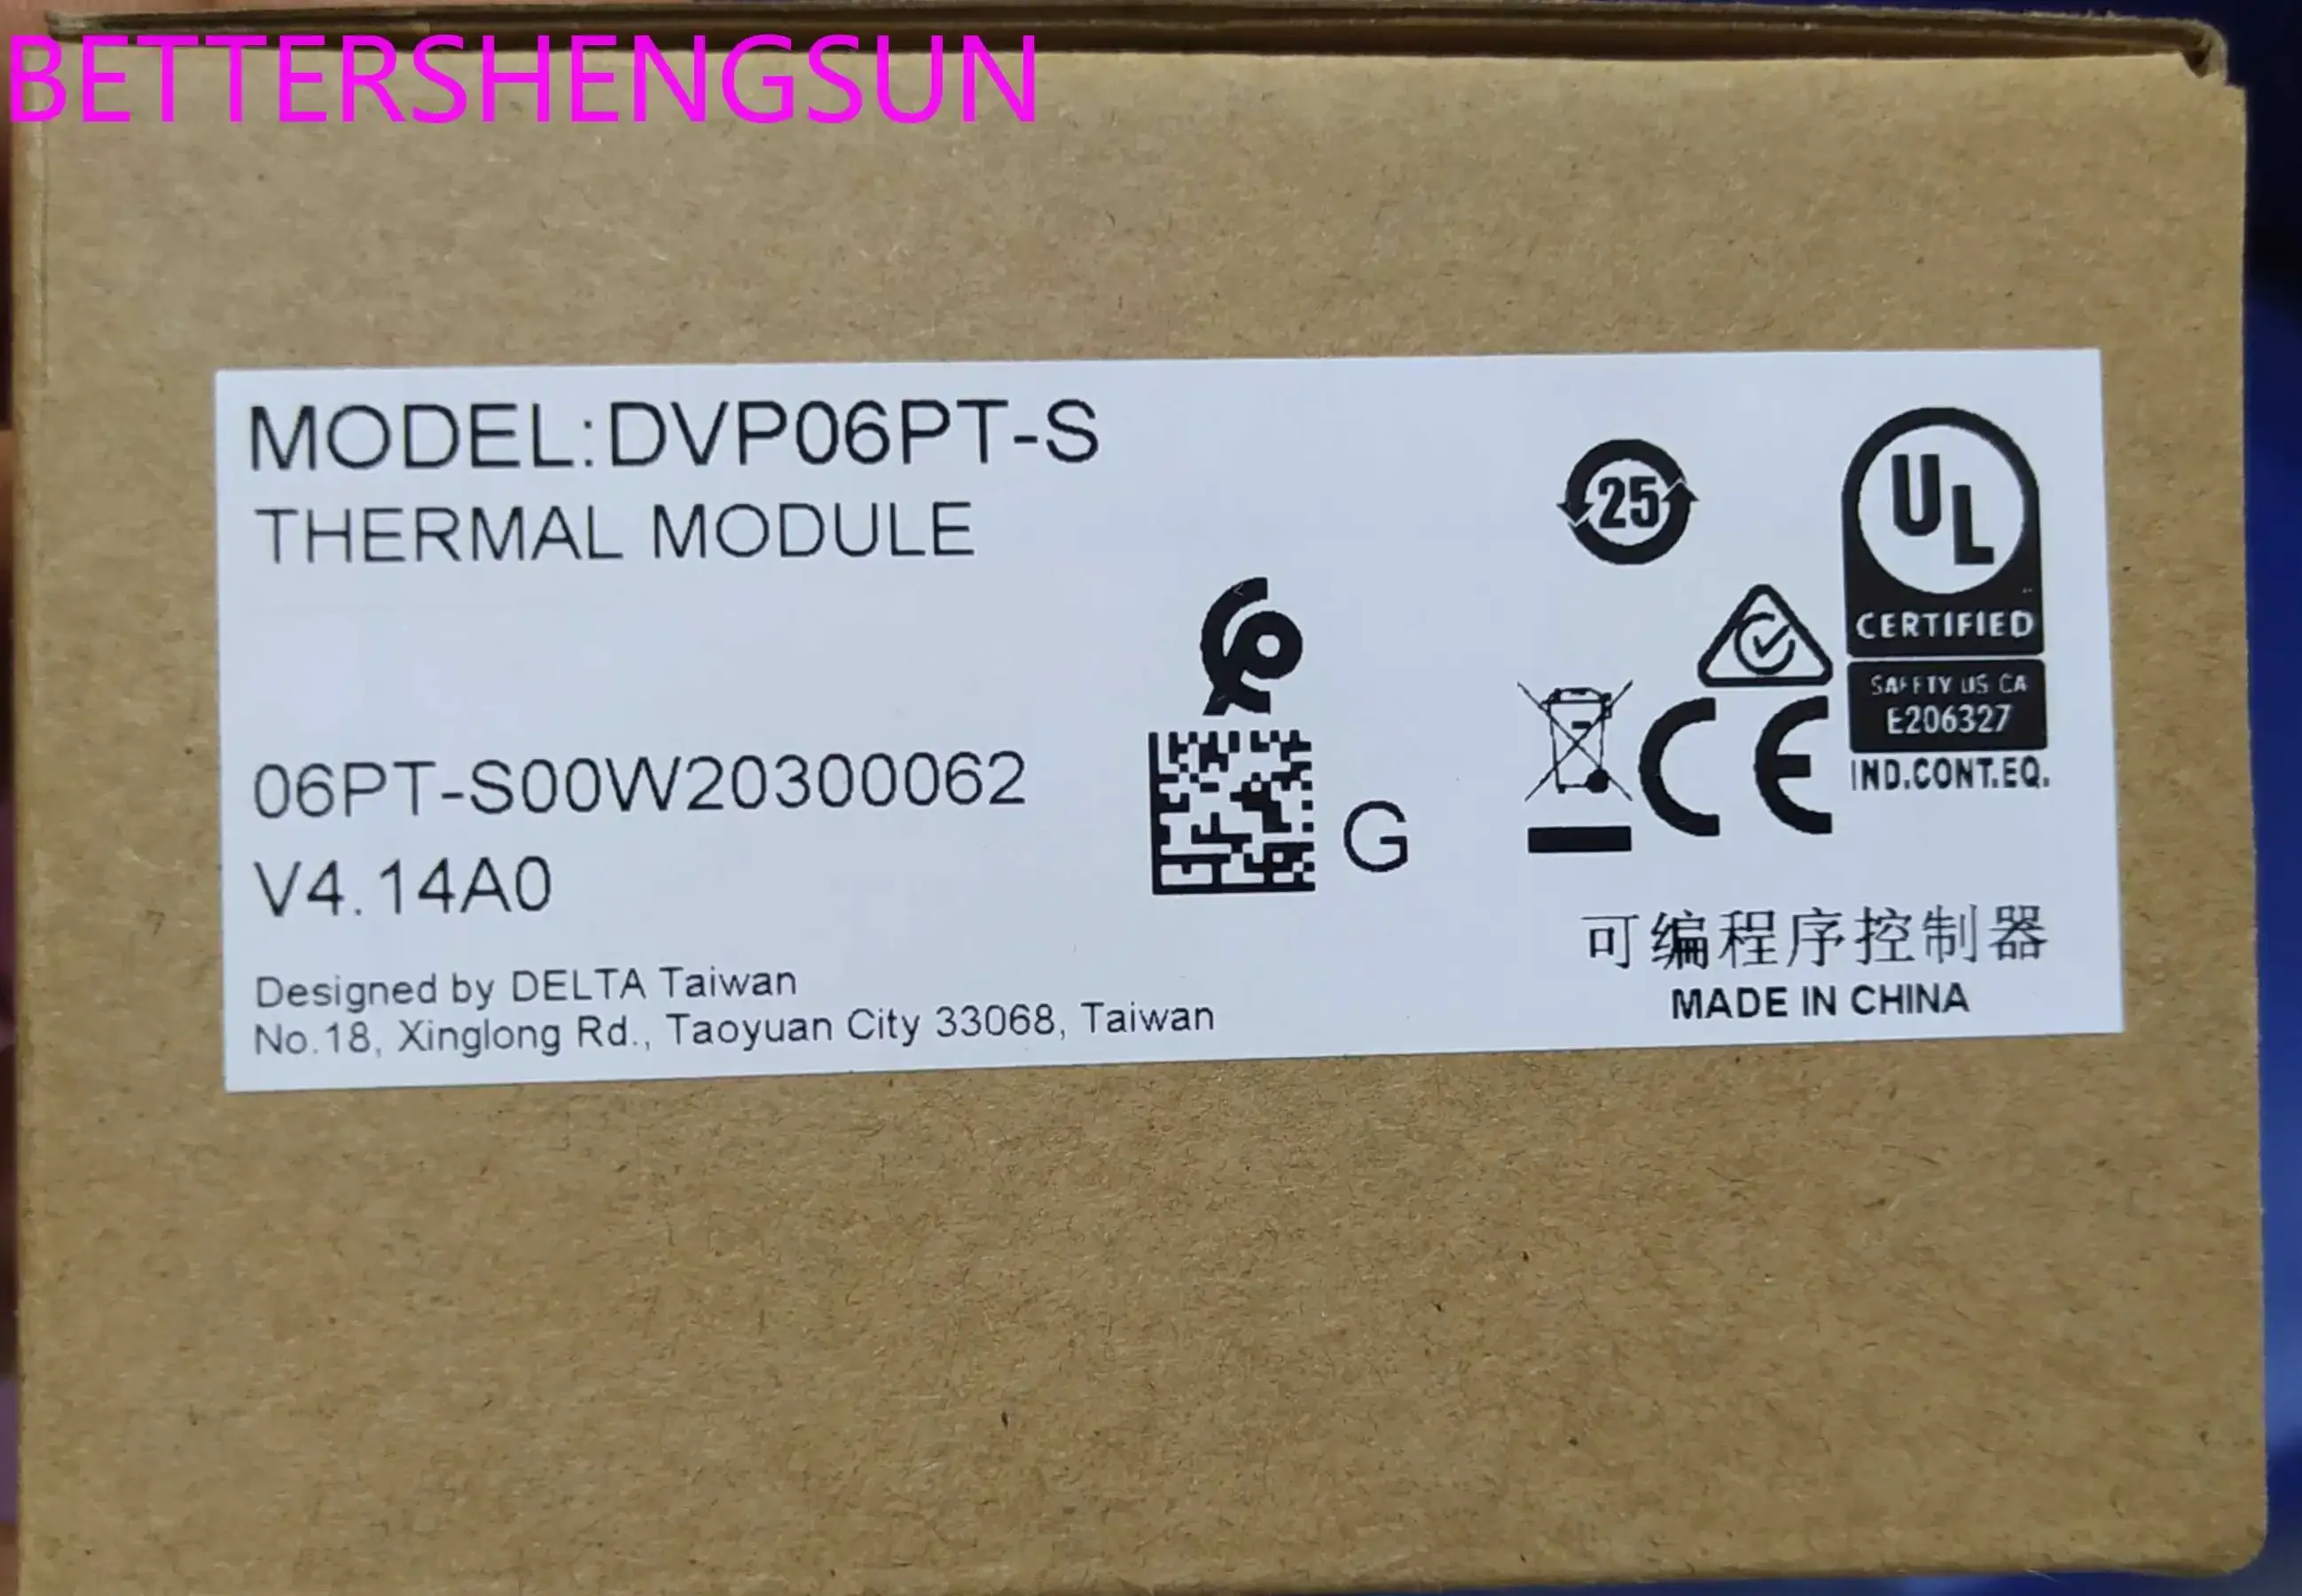 BETTERSHENGSUN
MODEL:DVP06PT-S
THERMAL MODULE
25
UL
CERTIFIED
SAFETY US CA
E206327
IND.CONT.EQ.
CE
06PT-S00W20300062
G
V4.14A0
Designed by DELTA Taiwan
No.18, Xinglong Rd., Taoyuan City 33068, Taiwan
可编程序控制器
MADE IN CHINA